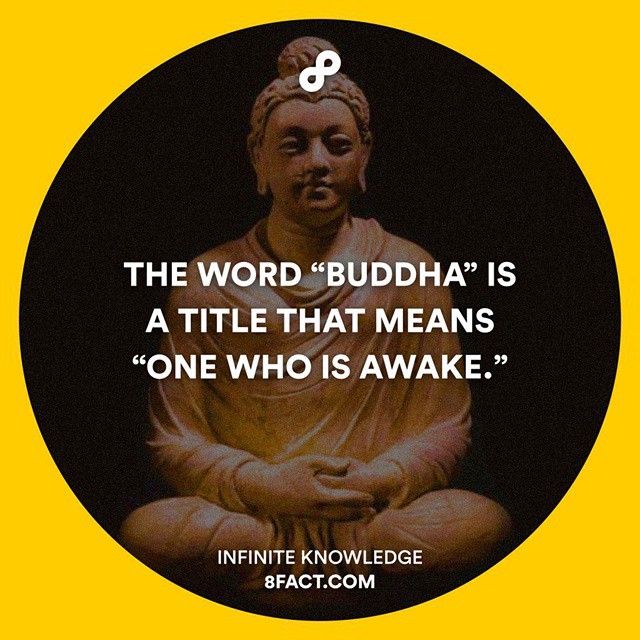 THE WORD “BUDDHA” IS
A TITLE THAT MEANS
“ONE WHO IS AWAKE.”
INFINITE KNOWLEDGE
8FACT.COM